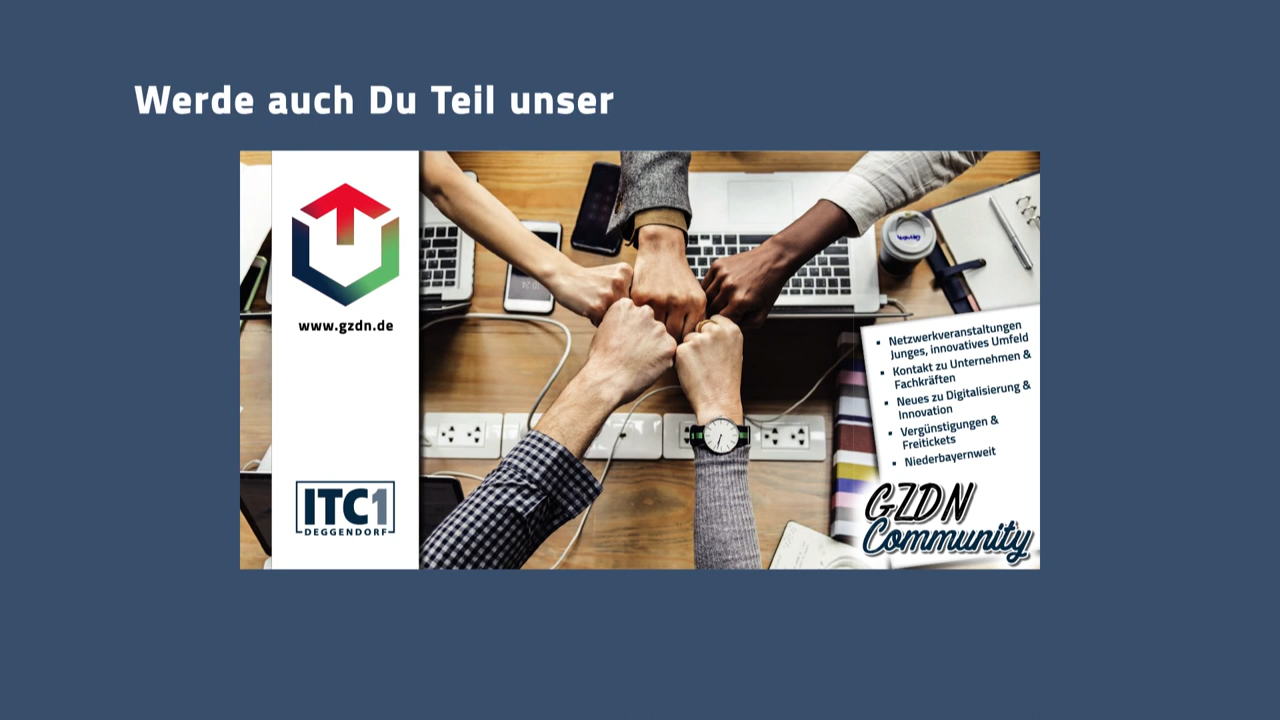 Werde auch Du Teil unser
www.gzdn.de
ITC1
DEGGENDORF
▪ Netzwerkveranstaltungen
Junges, innovatives Umfeld
▪ Kontakt zu Unternehmen &
Fachkräften
▪ Neues zu Digitalisierung &
Innovation
▪ Vergünstigungen &
Freitickets
▪ Niederbayernweit
GZDN
Community